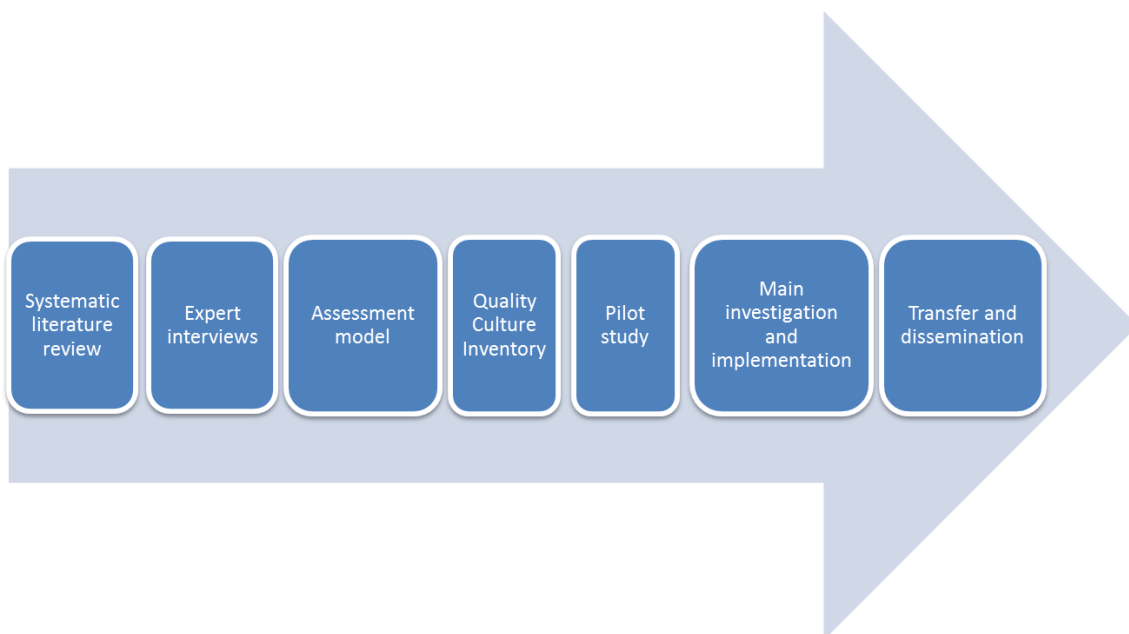 Systematic
literature
review
Expert
interviews
Assessment
model
Quality
Culture
Inventory
Pilot
study
Main
investigation
and
implementation
Transfer and
dissemination